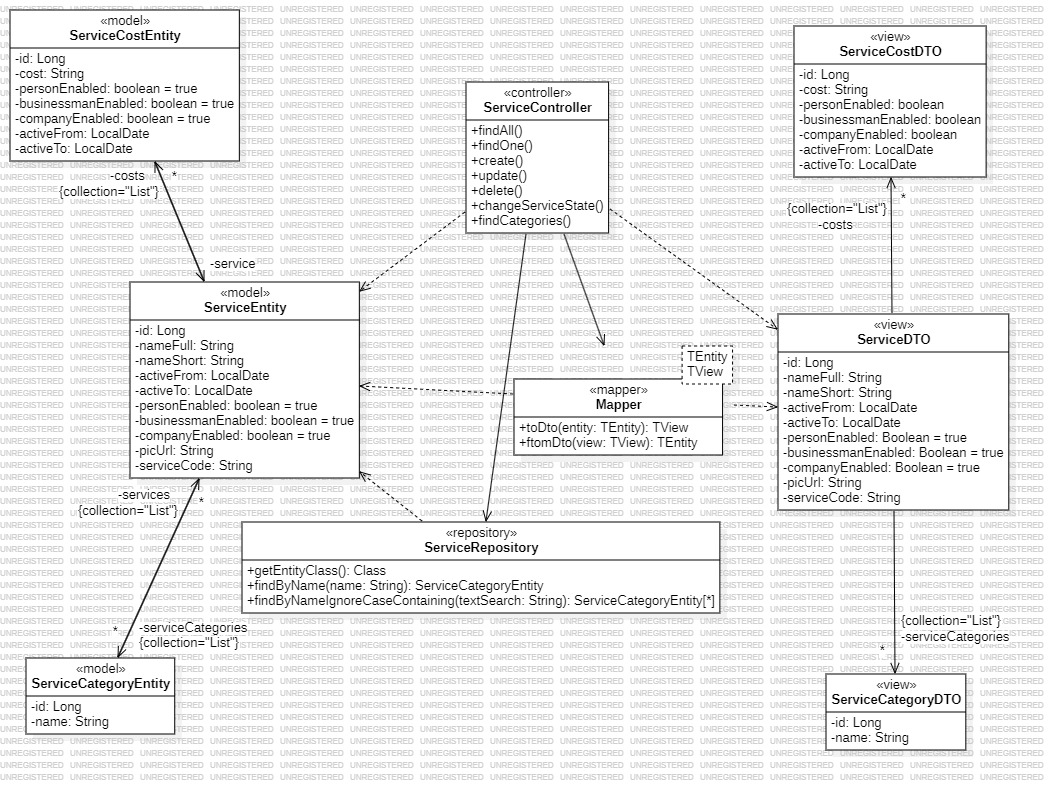 «model»
ServiceCostEntity
-id: Long
-cost: String
-personEnabled: boolean = true
-businessmanEnabled: boolean = true
-companyEnabled: boolean = true
-activeFrom: LocalDate
-activeTo: LocalDate
«view»
ServiceCostDTO
-id: Long
-cost: String
-personEnabled: boolean
-businessmanEnabled: boolean
-companyEnabled: boolean
-activeFrom: LocalDate
-activeTo: LocalDate
«controller»
ServiceController
+findAll()
+findOne()
+create()
+update()
+delete()
+changeServiceState()
+findCategories()
-costs
*
{collection="List"}
-service
*
{collection="List"}
-costs
«model»
ServiceEntity
-id: Long
-nameFull: String
-nameShort: String
-activeFrom: LocalDate
-activeTo: LocalDate
-personEnabled: boolean = true
-businessmanEnabled: boolean = true
-companyEnabled: boolean = true
-picUrl: String
-serviceCode: String
TEntity
TView
«mapper»
Mapper
+toDto(entity: TEntity): TView
+ftomDto(view: TView): TEntity
«view»
ServiceDTO
-id: Long
-nameFull: String
-nameShort: String
-activeFrom: LocalDate
-activeTo: LocalDate
-personEnabled: Boolean = true
-businessmanEnabled: Boolean = true
-companyEnabled: Boolean = true
-picUrl: String
-serviceCode: String
-services
*
{collection="List"}
«repository»
ServiceRepository
+getEntityClass(): Class
+findByName(name: String): ServiceCategoryEntity
+findByNameIgnoreCaseContaining(textSearch: String): ServiceCategoryEntity[*]
*
-serviceCategories
{collection="List"}
{collection="List"}
-serviceCategories
*
«model»
ServiceCategoryEntity
-id: Long
-name: String
«view»
ServiceCategoryDTO
-id: Long
-name: String
UNREGISTERED